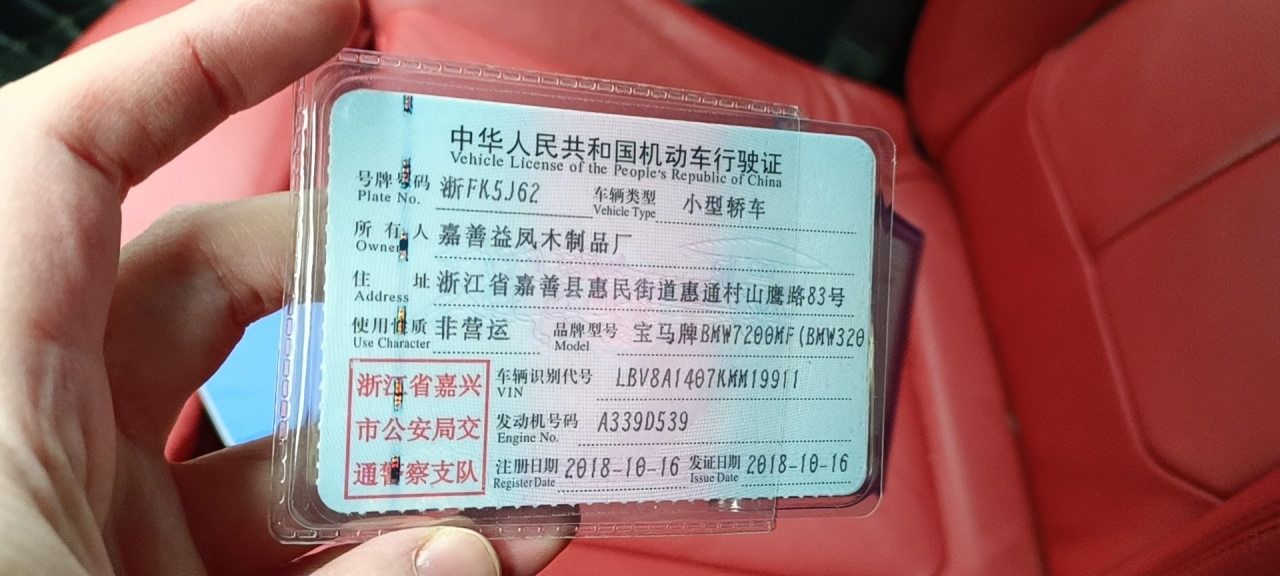 中华人民共和国机动车行驶证
Vehicle License of the People's Republic of China
号牌号码 浙FK5J62 车辆类型 小型轿车
Plate No. Vehicle Type
所有人 嘉善益凤木制品厂
Owner
住址 浙江省嘉善县惠民街道惠通村山鹰路83号
Address
使用性质 非营运 品牌型号 宝马牌BMW7200MF(BMW320
Use Character Model
浙江省嘉兴
市公安局交
通警察支队
车辆识别代号 LBV8A1407KMM19911
VIN
发动机号码 A339D539
Engine No.
注册日期 2018-10-16 发证日期 2018-10-16
Register Date Issue Date